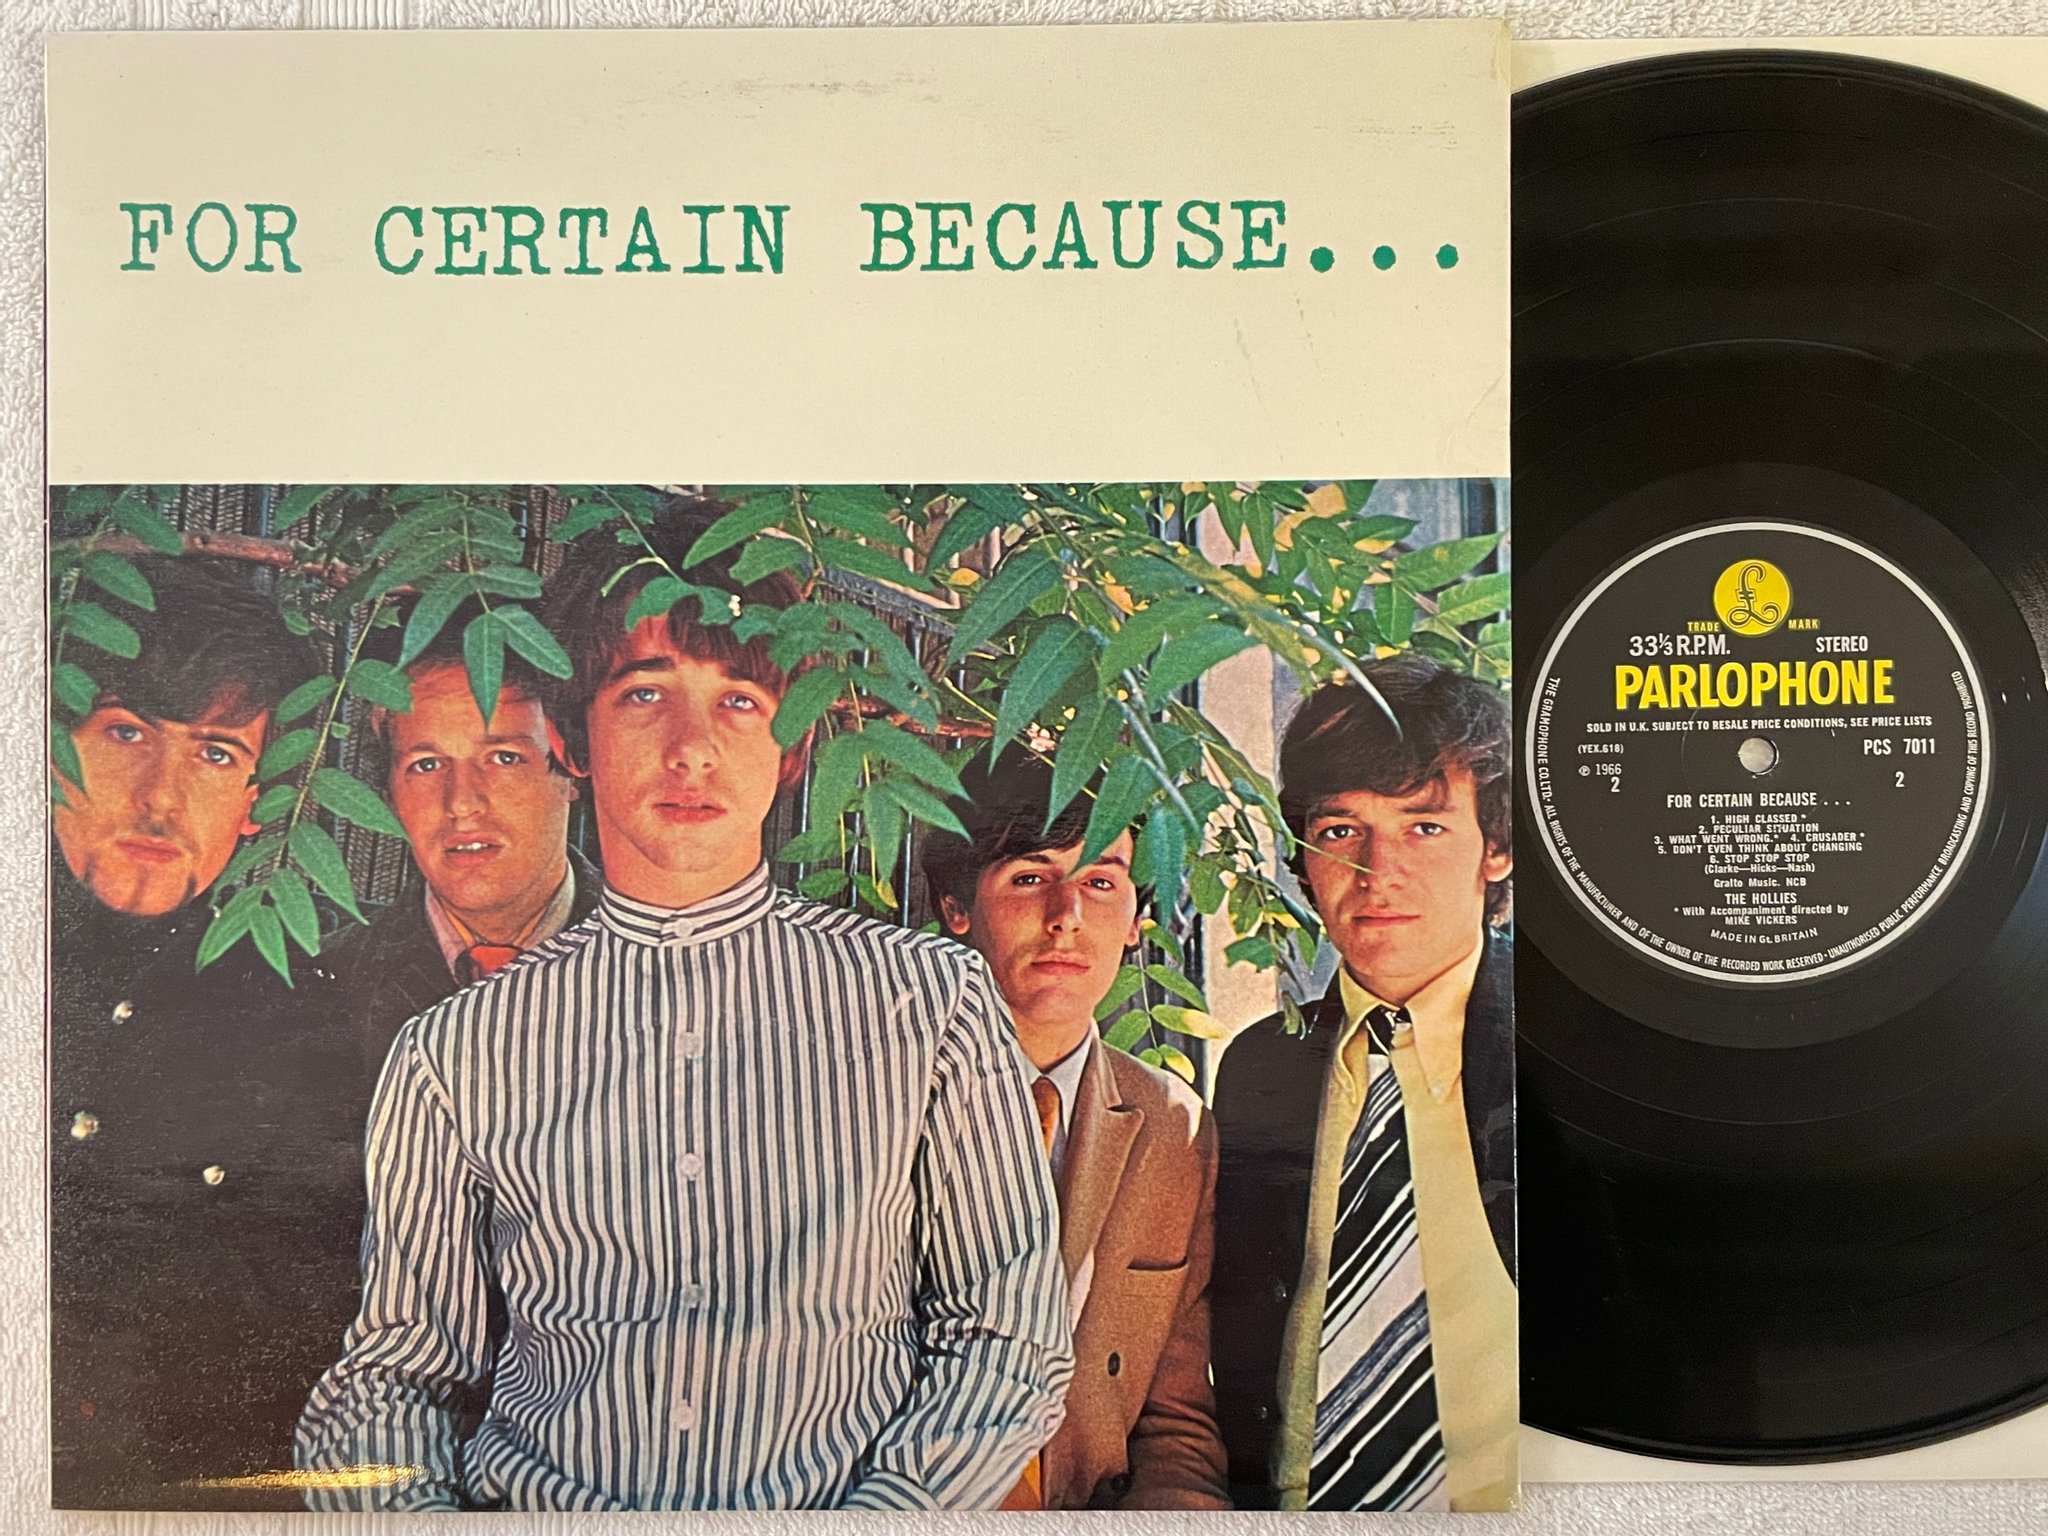 FOR CERTAIN BECAUSE...
£
TRADE MARK
33⅓ R.P.M. STEREO
PARLOPHONE
SOLD IN U.K. SUBJECT TO RESALE PRICE CONDITIONS, SEE PRICE LISTS
(YEX.618) PCS 7011
℗ 1966
2 2
FOR CERTAIN BECAUSE . . .
1. HIGH CLASSED *
2. PECULIAR SITUATION
3. WHAT WENT WRONG.* 4. CRUSADER *
5. DON'T EVEN THINK ABOUT CHANGING
6. STOP STOP STOP
(Clarke—Hicks—Nash)
Gralto Music. NCB
THE HOLLIES
* With Accompaniment directed by
MIKE VICKERS
MADE IN Gt. BRITAIN
THE GRAMOPHONE CO. LTD. · ALL RIGHTS OF THE MANUFACTURER AND OF THE OWNER OF THE RECORDED WORK RESERVED · UNAUTHORISED PUBLIC PERFORMANCE BROADCASTING AND COPYING OF THIS RECORD PROHIBITED